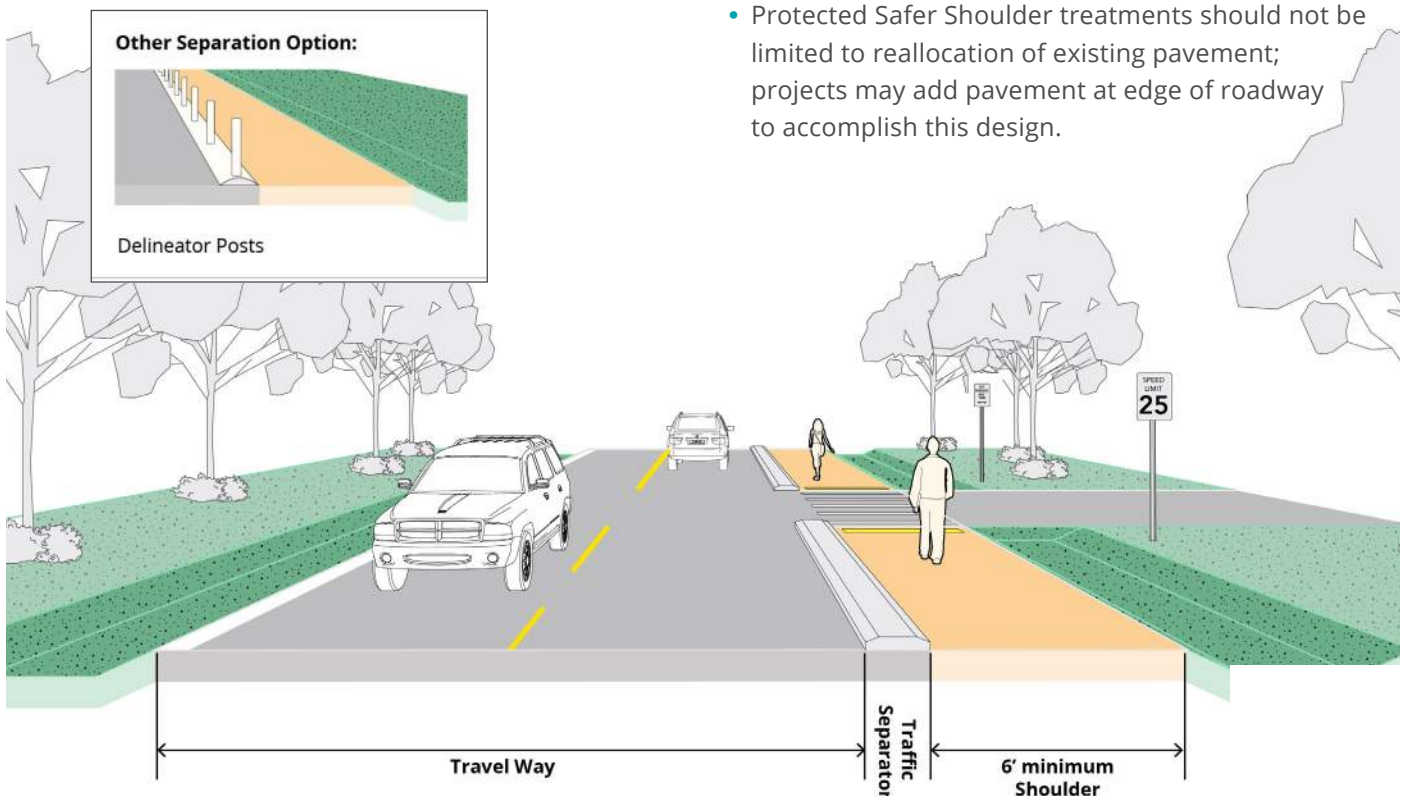 Other Separation Option:
Delineator Posts
• Protected Safer Shoulder treatments should not be
limited to reallocation of existing pavement;
projects may add pavement at edge of roadway
to accomplish this design.
SPEED
LIMIT
25
Travel Way
Traffic
Separator
6’ minimum
Shoulder